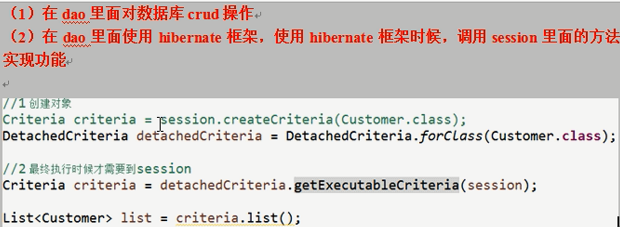 （1）在 dao 里面对数据库 crud 操作
（2）在 dao 里面使用 hibernate 框架，使用 hibernate 框架时候，调用 session 里面的方法
实现功能
//1 创建对象
Criteria criteria = session.createCriteria(Customer.class);
DetachedCriteria detachedCriteria = DetachedCriteria.forClass(Customer.class);
//2 最终执行时候才需要到session
Criteria criteria = detachedCriteria.getExecutableCriteria(session);
List<Customer> list = criteria.list();